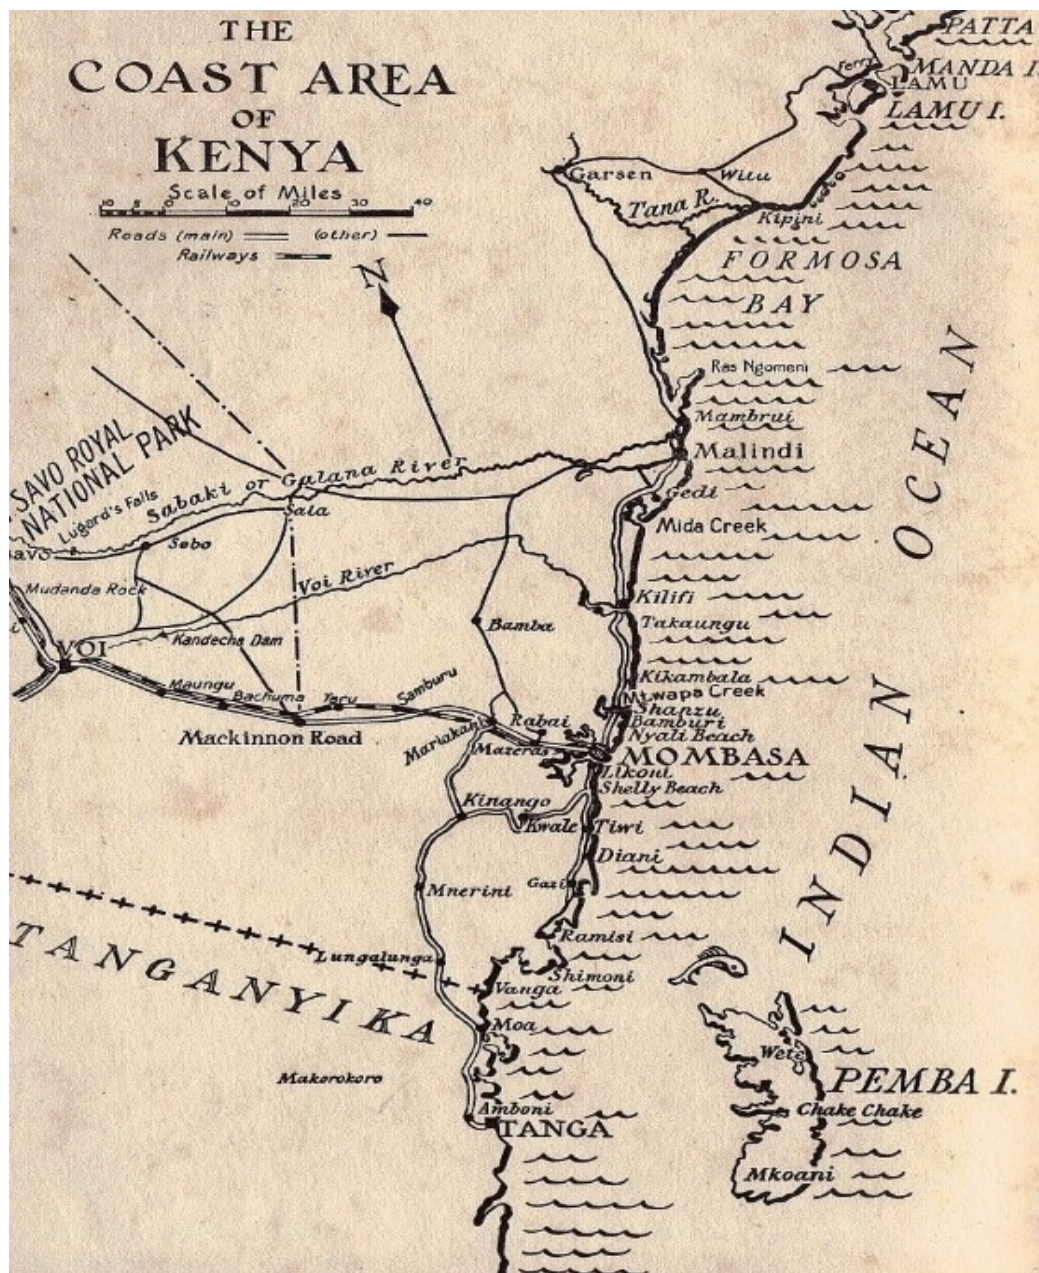 THE
COAST AREA
OF
KENYA
Scale of Miles
10 5 0 10 20 30 40
Roads (main) (other)
Railways
N
PATTA
Ferry
MANDA I.
LAMU
LAMU I.
Garsen
Witu
Tana R.
Kipini
FORMOSA
BAY
Ras Ngomeni
Mambrui
Malindi
Gedi
Mida Creek
SAVO ROYAL
NATIONAL PARK
Lugard's Falls
Sabaki or Galana River
Sala
Sobo
Mudanda Rock
Voi River
VOI
Kandecha Dam
Bamba
Kilifi
Takaungu
Kikambala
Mtwapa Creek
Shanzu
Bamburi
Nyali Beach
MOMBASA
Maungu
Bachuma
Taru
Samburu
Mackinnon Road
Mariakani
Rabai
Mazeras
Likoni
Shelly Beach
Kinango
Kwale
Tiwi
Diani
Mnerini
Gazi
Ramisi
Shimoni
Lungalunga
Vanga
TANGANYIKA
Moa
Makorokoro
Amboni
TANGA
INDIAN OCEAN
Wete
PEMBA I.
Chake Chake
Mkoani